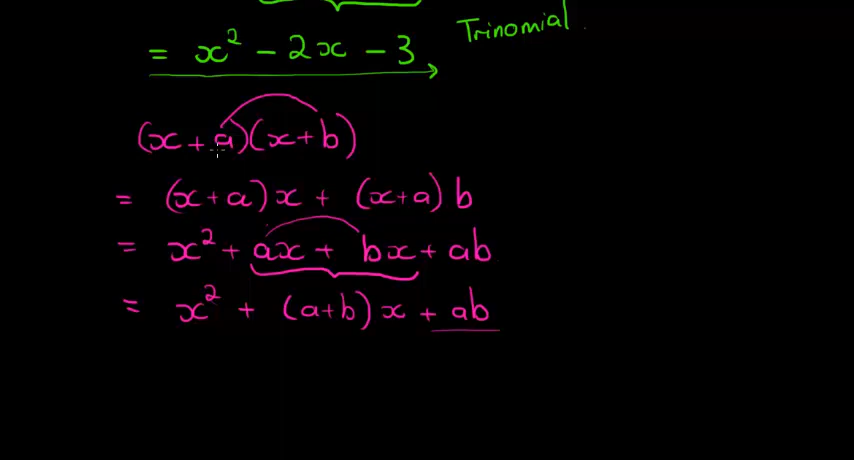 = x² - 2x - 3 Trinomial
(x + a)(x + b)
= (x + a) x + (x + a) b
= x² + ax + bx + ab
= x² + (a + b) x + ab